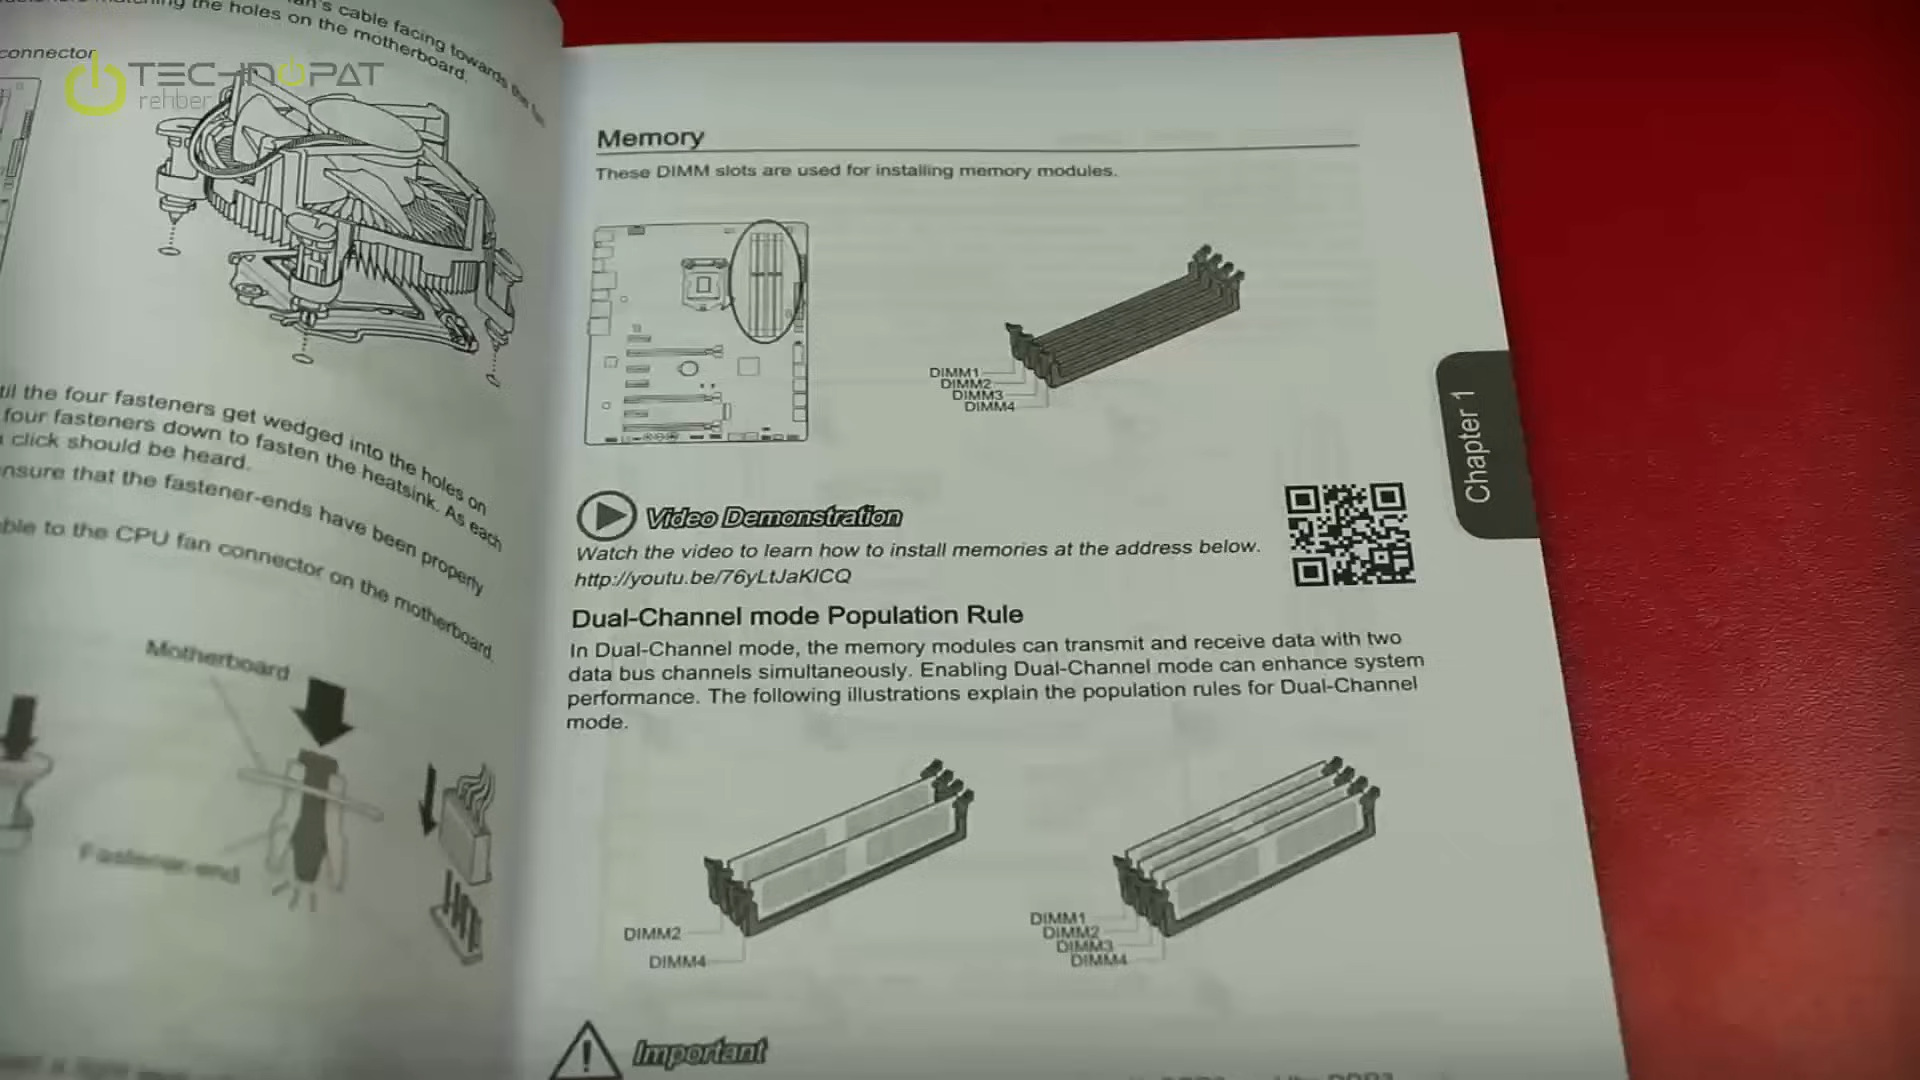 TECHNOPAT
rehber
the holes on the motherboard.
cable facing towards the
connector
til the four fasteners get wedged into the holes on
four fasteners down to fasten the heatsink. As each
click should be heard.
nsure that the fastener-ends have been properly
ble to the CPU fan connector on the motherboard.
Motherboard
Fastener-end
Memory
These DIMM slots are used for installing memory modules.
DIMM1
DIMM2
DIMM3
DIMM4
Chapter 1
Video Demonstration
Watch the video to learn how to install memories at the address below.
http://youtu.be/76yLtJaKlCQ
Dual-Channel mode Population Rule
In Dual-Channel mode, the memory modules can transmit and receive data with two
data bus channels simultaneously. Enabling Dual-Channel mode can enhance system
performance. The following illustrations explain the population rules for Dual-Channel
mode.
DIMM2
DIMM4
DIMM1
DIMM2
DIMM3
DIMM4
Important